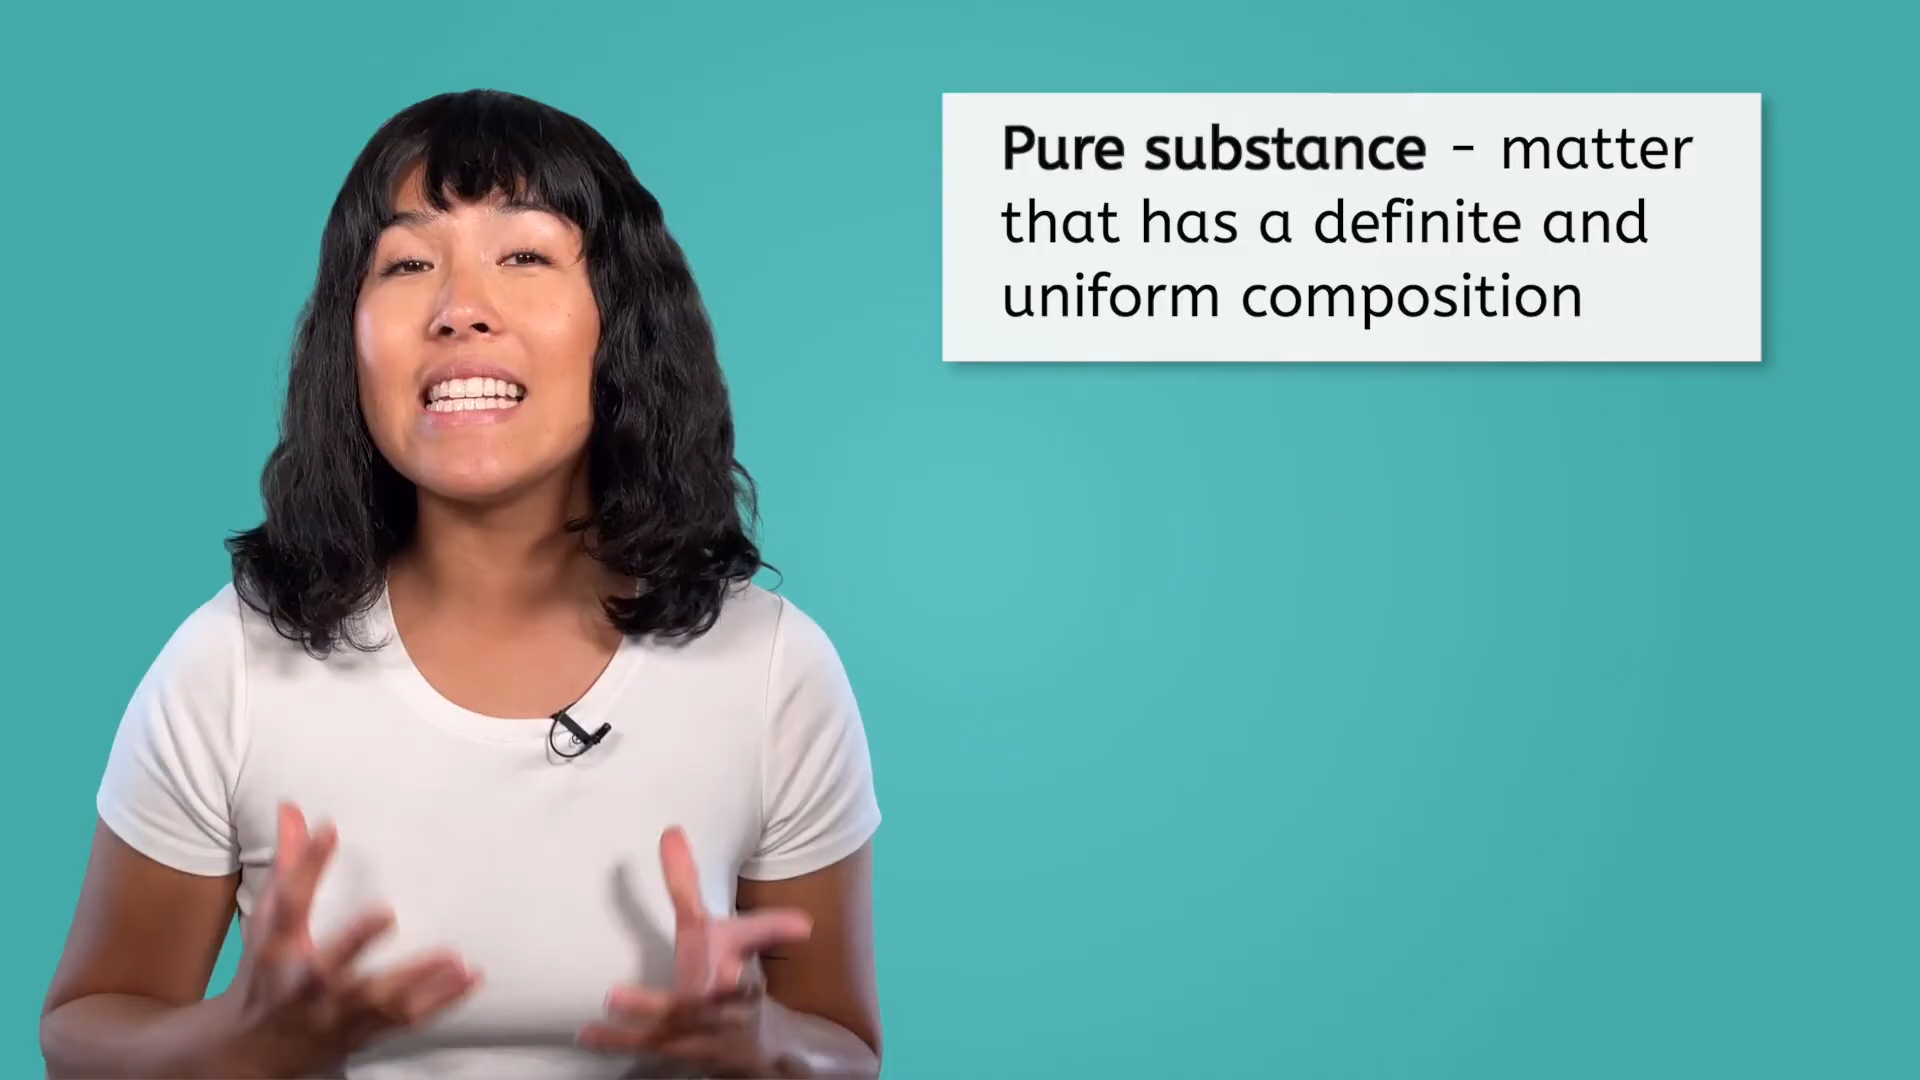 Pure substance - matter
that has a definite and
uniform composition